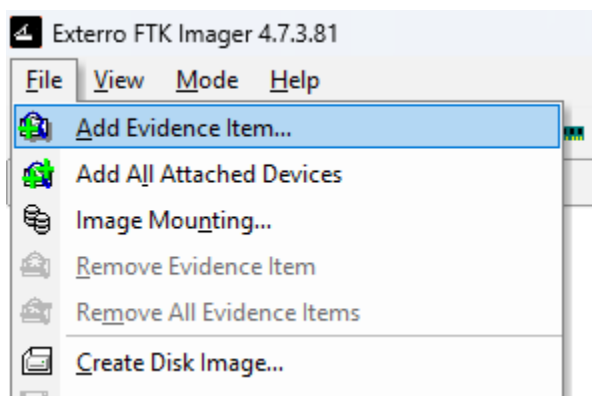 Exterro FTK Imager 4.7.3.81
File View Mode Help
Add Evidence Item...
Add All Attached Devices
Image Mounting...
Remove Evidence Item
Remove All Evidence Items
Create Disk Image...